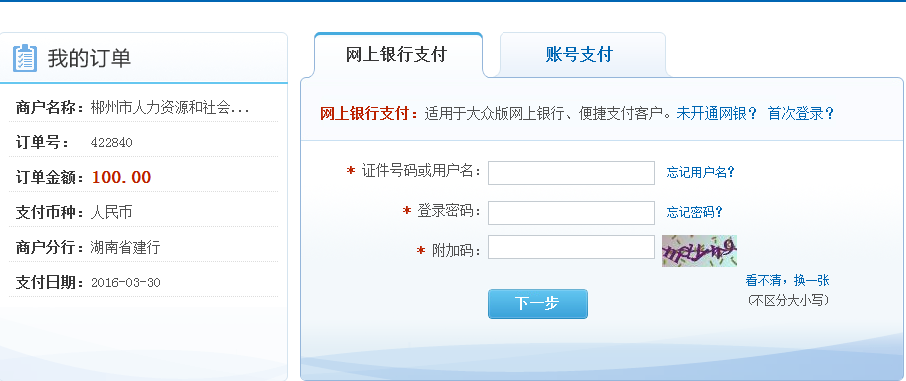 我的订单
商户名称：郴州市人力资源和社会...
订单号： 422840
订单金额：100.00
支付币种：人民币
商户分行：湖南省建行
支付日期：2016-03-30
网上银行支付 账号支付
网上银行支付：适用于大众版网上银行、便捷支付客户。未开通网银？ 首次登录？
* 证件号码或用户名： 忘记用户名？
* 登录密码： 忘记密码？
* 附加码：
看不清，换一张
(不区分大小写)
下一步